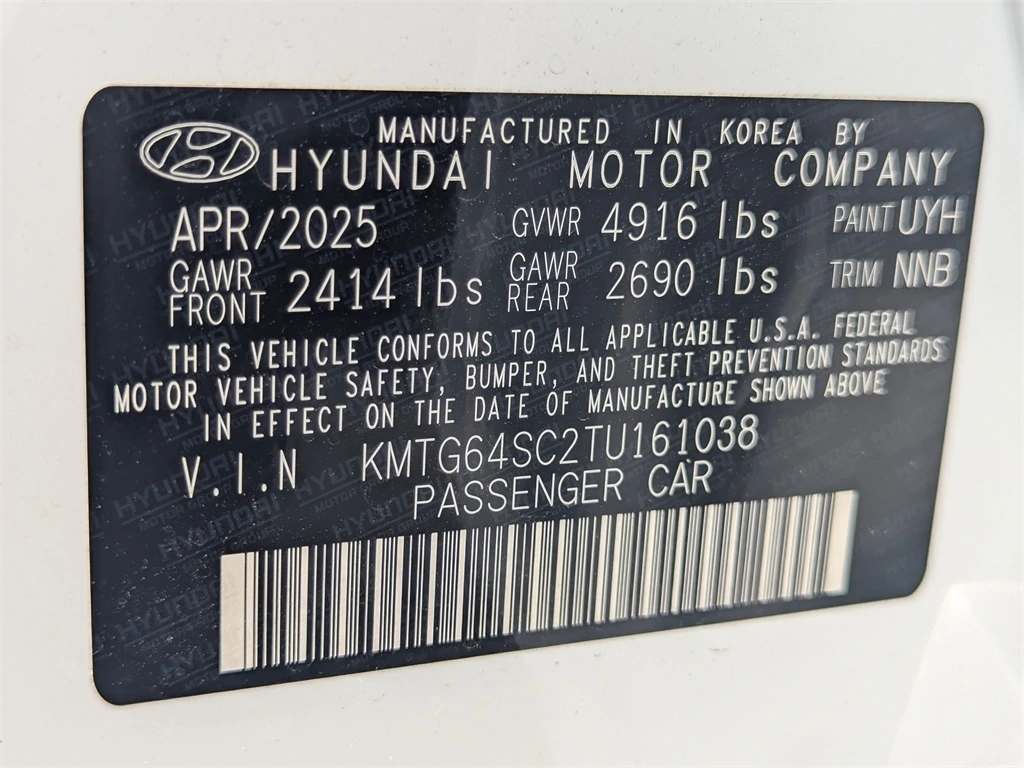 MANUFACTURED IN KOREA BY
HYUNDAI MOTOR COMPANY
APR/2025 GVWR 4916 lbs PAINT UYH
GAWR FRONT 2414 lbs GAWR REAR 2690 lbs TRIM NNB
THIS VEHICLE CONFORMS TO ALL APPLICABLE U.S.A. FEDERAL
MOTOR VEHICLE SAFETY, BUMPER, AND THEFT PREVENTION STANDARDS
IN EFFECT ON THE DATE OF MANUFACTURE SHOWN ABOVE
V.I.N KMTG64SC2TU161038
PASSENGER CAR